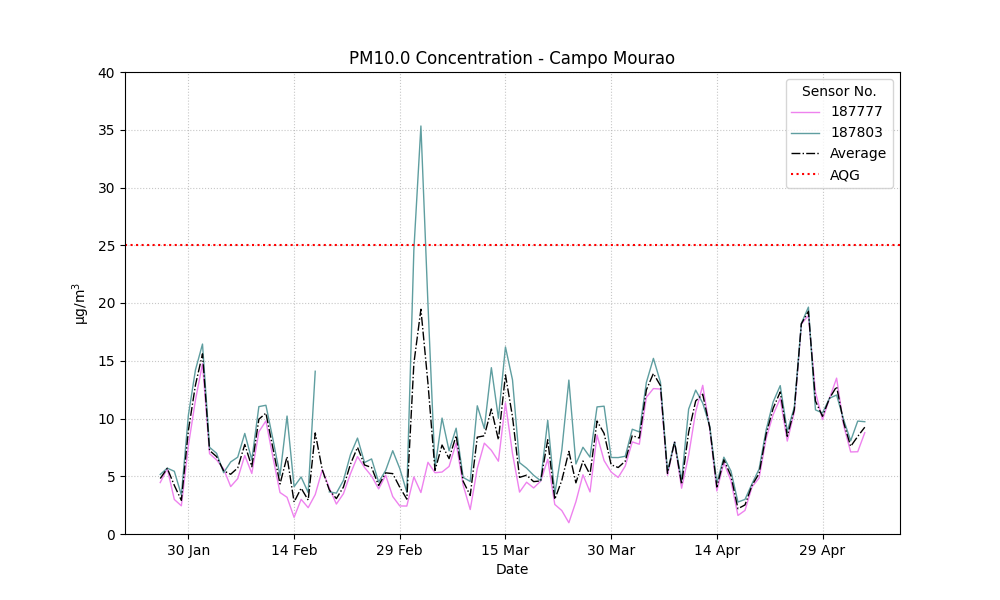 PM10.0 Concentration - Campo Mourao
40
35
30
25
20
15
10
5
0
µg/m³
30 Jan
14 Feb
29 Feb
15 Mar
30 Mar
14 Apr
29 Apr
Date
Sensor No.
187777
187803
Average
AQG